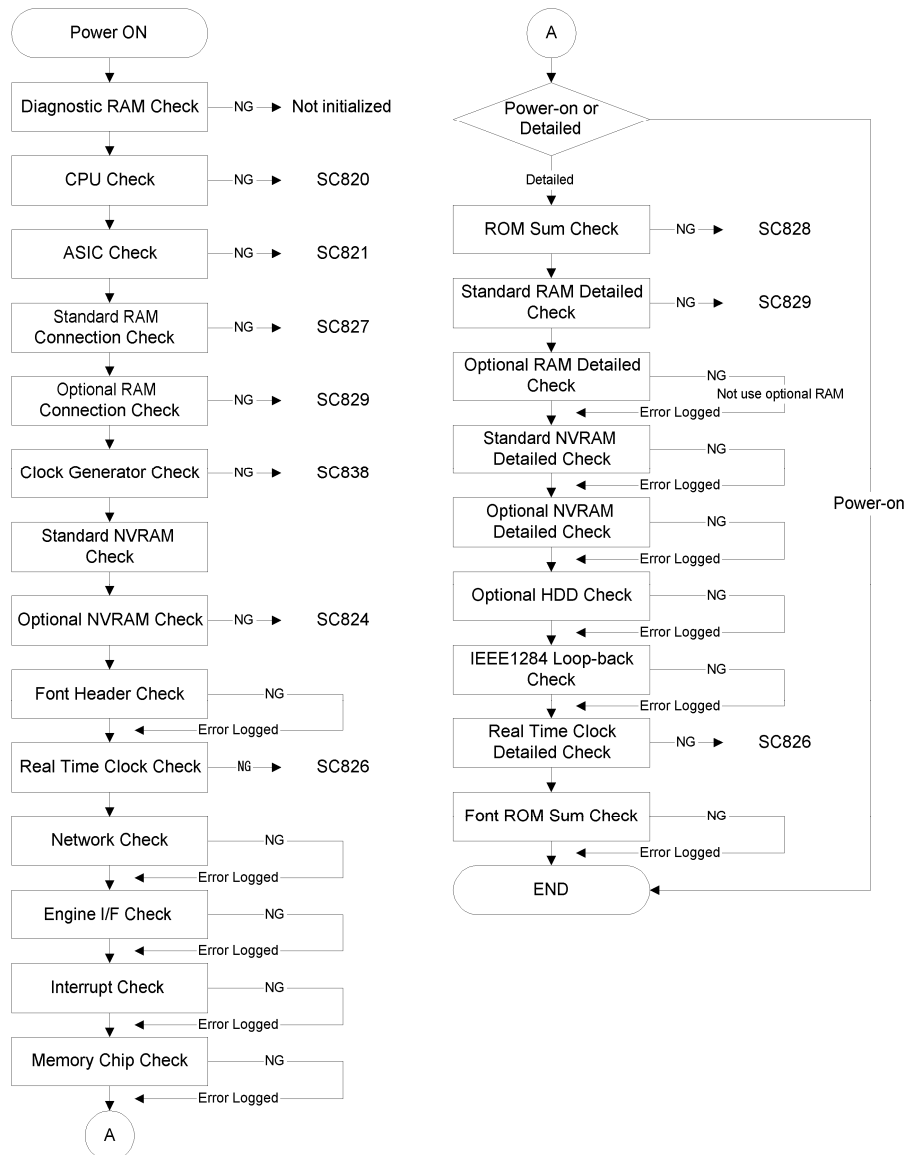 Power ON
Diagnostic RAM Check
NG
Not initialized
CPU Check
NG
SC820
ASIC Check
NG
SC821
Standard RAM
Connection Check
NG
SC827
Optional RAM
Connection Check
NG
SC829
Clock Generator Check
NG
SC838
Standard NVRAM
Check
Optional NVRAM Check
NG
SC824
Font Header Check
NG
Error Logged
Real Time Clock Check
NG
SC826
Network Check
NG
Error Logged
Engine I/F Check
NG
Error Logged
Interrupt Check
NG
Error Logged
Memory Chip Check
NG
Error Logged
A
A
Power-on or
Detailed
Detailed
ROM Sum Check
NG
SC828
Standard RAM Detailed
Check
NG
SC829
Optional RAM Detailed
Check
NG
Not use optional RAM
Error Logged
Standard NVRAM
Detailed Check
NG
Error Logged
Optional NVRAM
Detailed Check
NG
Error Logged
Optional HDD Check
NG
Error Logged
IEEE1284 Loop-back
Check
NG
Error Logged
Real Time Clock
Detailed Check
NG
SC826
Font ROM Sum Check
NG
Error Logged
END
Power-on